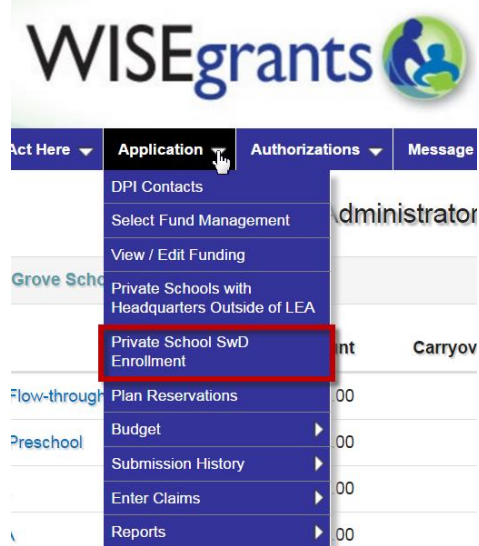 WISEgrants
Act Here Application Authorizations Message
DPI Contacts
Select Fund Management
dministrator
View / Edit Funding
Grove Scho
Private Schools with
Headquarters Outside of LEA
Private School SwD
Enrollment
nt Carryov
Flow-through
Plan Reservations
.00
Preschool
Budget
.00
Submission History
.00
Enter Claims
Reports
.00